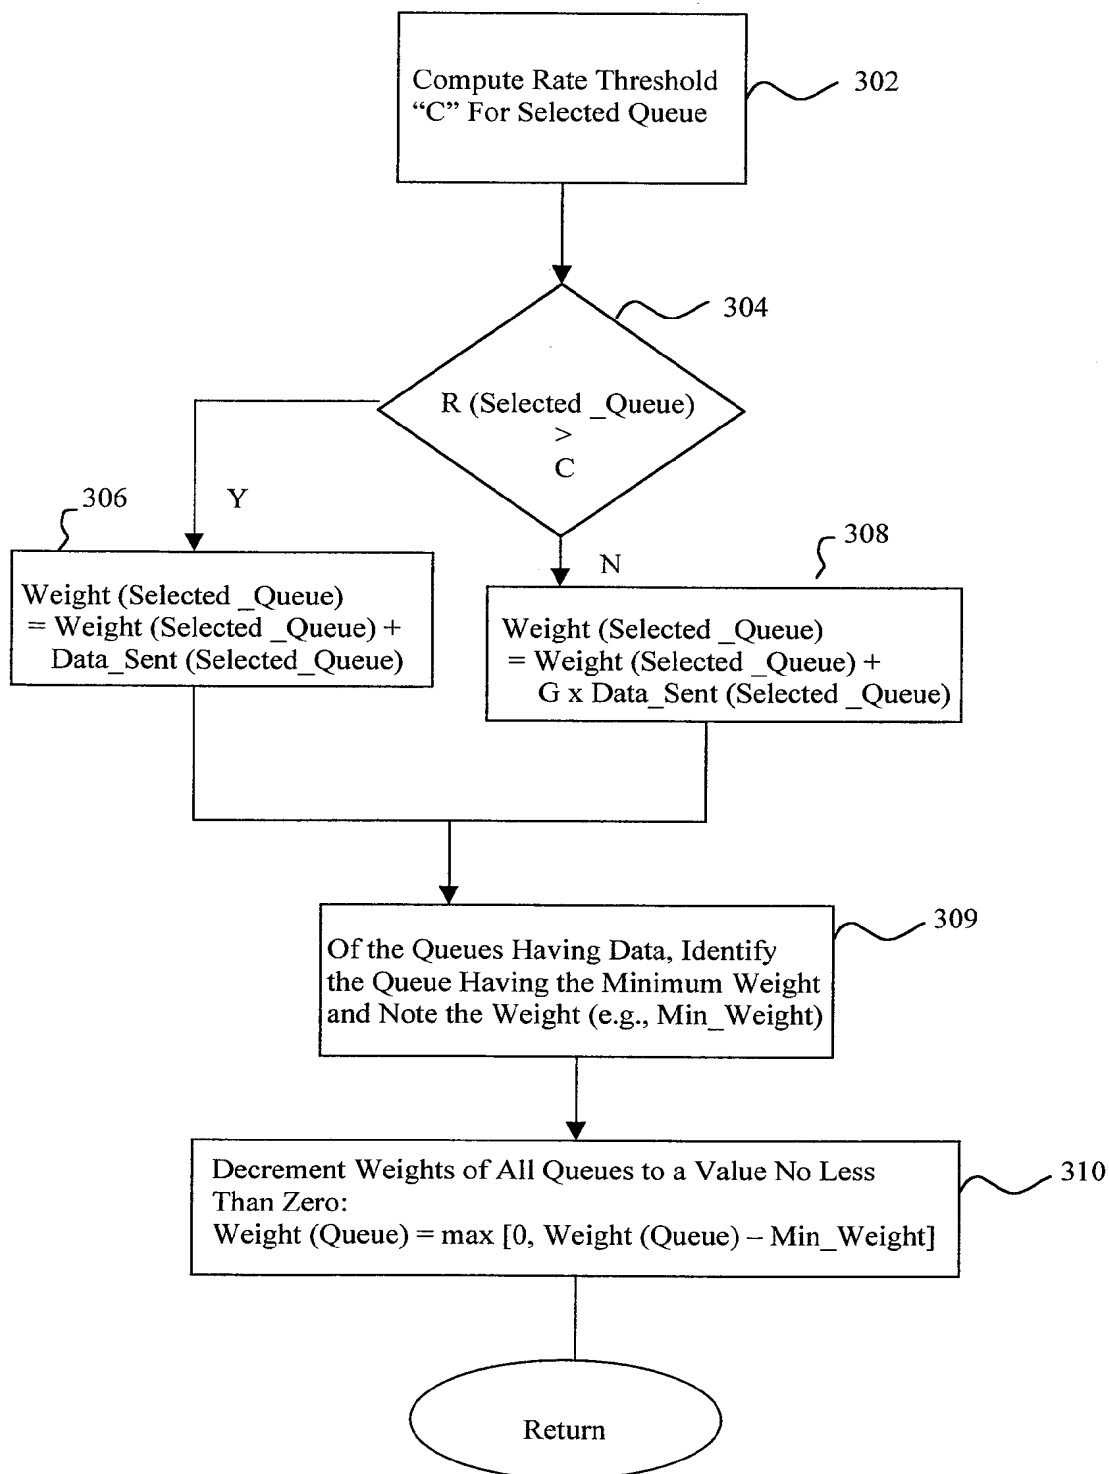 Compute Rate Threshold
“C” For Selected Queue
302
304
R (Selected _Queue)
>
C
Y
N
306
Weight (Selected _Queue)
= Weight (Selected _Queue) +
Data_Sent (Selected_Queue)
308
Weight (Selected _Queue)
= Weight (Selected _Queue) +
G x Data_Sent (Selected _Queue)
309
Of the Queues Having Data, Identify
the Queue Having the Minimum Weight
and Note the Weight (e.g., Min_Weight)
310
Decrement Weights of All Queues to a Value No Less
Than Zero:
Weight (Queue) = max [0, Weight (Queue) – Min_Weight]
Return